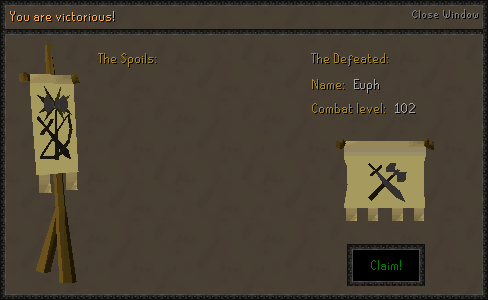 You are victorious!
Close Window
The Spoils:
The Defeated:
Name: Euph
Combat level: 102
Claim!